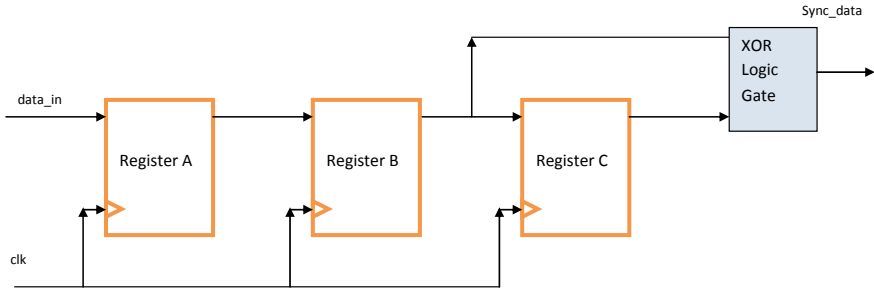 Sync_data
XOR
Logic
Gate
data_in
Register A
Register B
Register C
clk